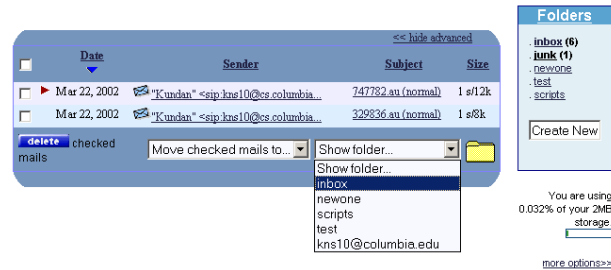 << hide advanced
Date Sender Subject Size
Mar 22, 2002 "Kundan" <sip:kns10@cs.columbia... 747782.au (normal) 1 s/12k
Mar 22, 2002 "Kundan" <sip:kns10@cs.columbia... 329836.au (normal) 1 s/8k
delete checked
mails
Move checked mails to... Show folder...
Show folder...
inbox
newone
scripts
test
kns10@columbia.edu
Folders
. inbox (6)
. junk (1)
. newone
. test
. scripts
Create New
You are using
0.032% of your 2MB
storage
more options>>